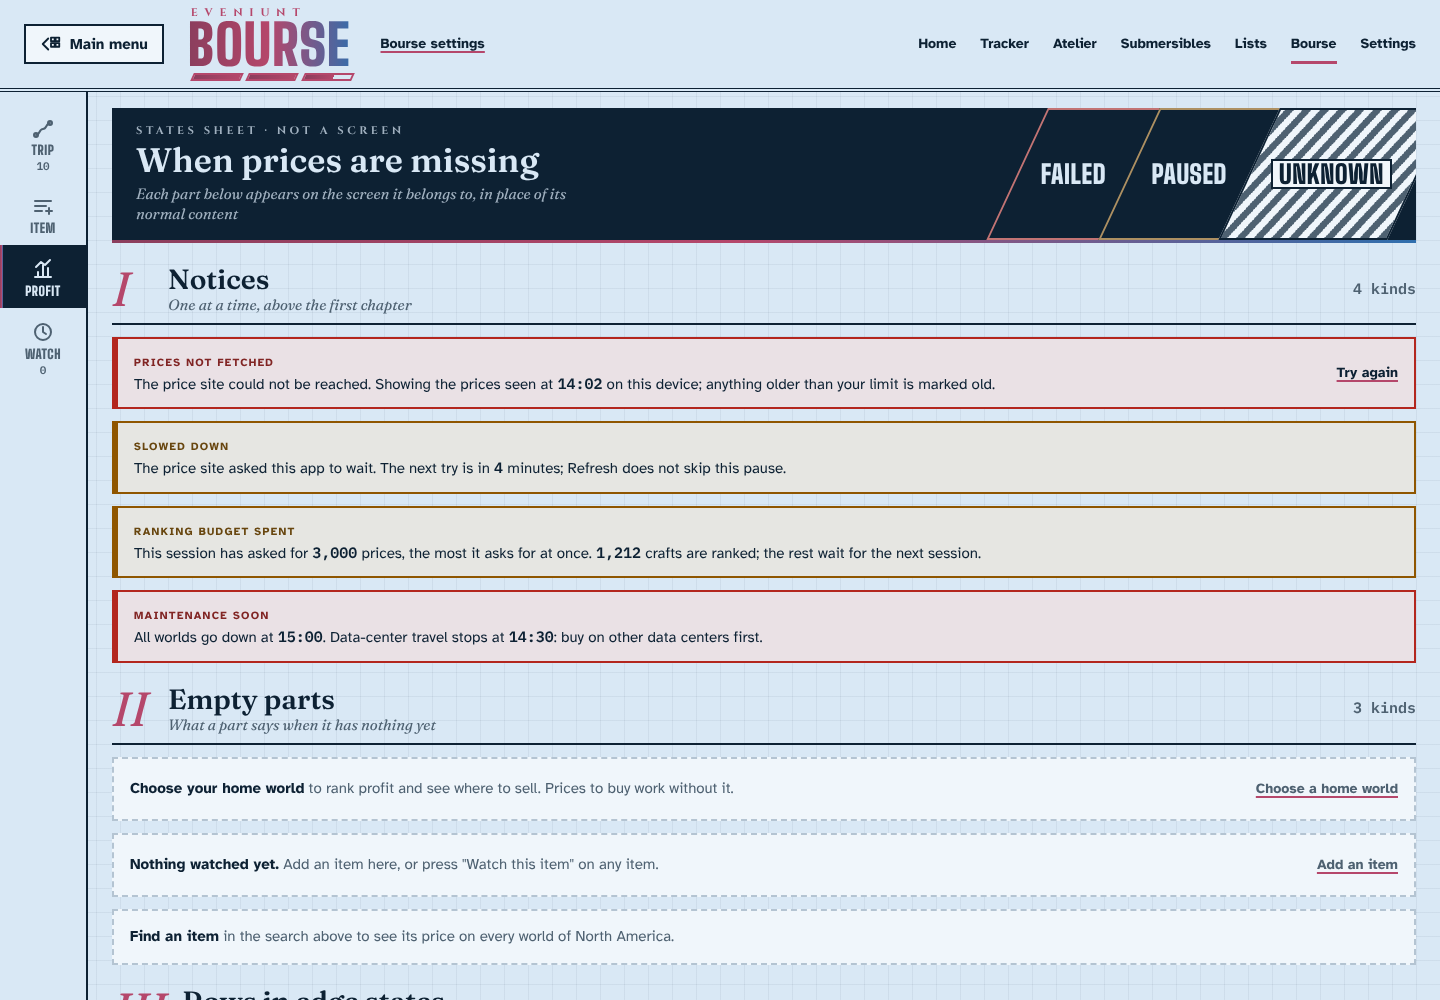 Main menu
EVENIUNT
BOURSE
Bourse settings
Home
Tracker
Atelier
Submersibles
Lists
Bourse
Settings
TRIP
10
ITEM
PROFIT
WATCH
0
STATES SHEET · NOT A SCREEN
When prices are missing
Each part below appears on the screen it belongs to, in place of its
normal content
FAILED
PAUSED
UNKNOWN
I
Notices
One at a time, above the first chapter
4 kinds
PRICES NOT FETCHED
The price site could not be reached. Showing the prices seen at 14:02 on this device; anything older than your limit is marked old.
Try again
SLOWED DOWN
The price site asked this app to wait. The next try is in 4 minutes; Refresh does not skip this pause.
RANKING BUDGET SPENT
This session has asked for 3,000 prices, the most it asks for at once. 1,212 crafts are ranked; the rest wait for the next session.
MAINTENANCE SOON
All worlds go down at 15:00. Data-center travel stops at 14:30: buy on other data centers first.
II
Empty parts
What a part says when it has nothing yet
3 kinds
Choose your home world to rank profit and see where to sell. Prices to buy work without it.
Choose a home world
Nothing watched yet. Add an item here, or press "Watch this item" on any item.
Add an item
Find an item in the search above to see its price on every world of North America.
III
Rows in edge states